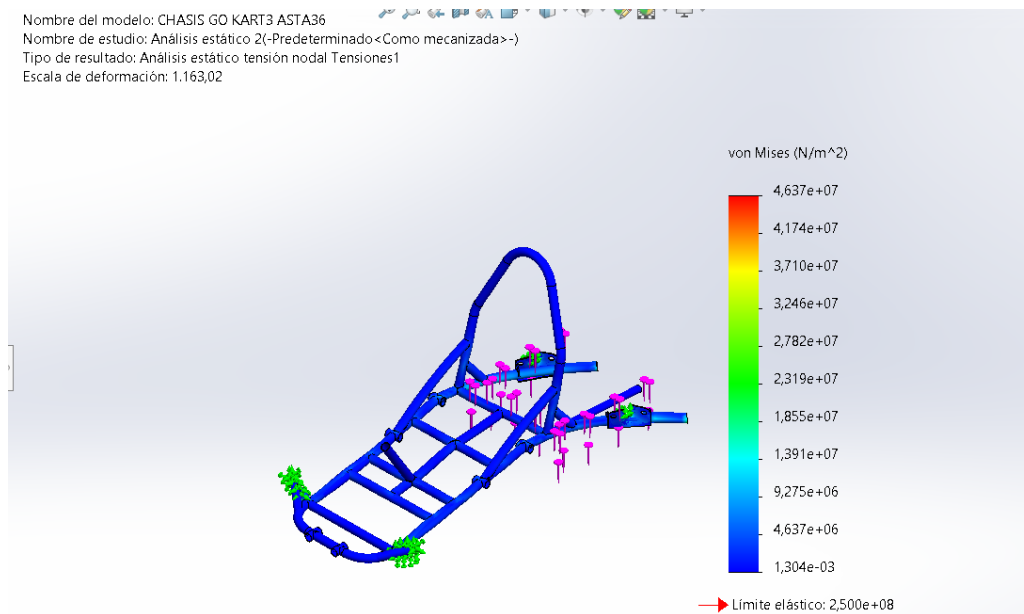 Nombre del modelo: CHASIS GO KART3 ASTA36
Nombre de estudio: Análisis estático 2(-Predeterminado<Como mecanizada>-)
Tipo de resultado: Análisis estático tensión nodal Tensiones1
Escala de deformación: 1.163,02
von Mises (N/m^2)
4,637e+07
4,174e+07
3,710e+07
3,246e+07
2,782e+07
2,319e+07
1,855e+07
1,391e+07
9,275e+06
4,637e+06
1,304e-03
Límite elástico: 2,500e+08